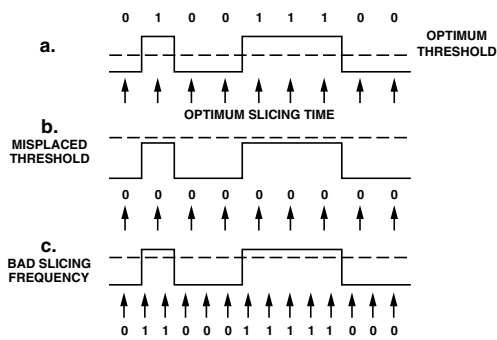 0 1 0 0 1 1 1 0 0
a.
OPTIMUM
THRESHOLD
OPTIMUM SLICING TIME
b.
MISPLACED
THRESHOLD
0 0 0 0 0 0 0 0 0
c.
BAD SLICING
FREQUENCY
0 1 1 0 0 0 1 1 1 1 1 0 0 0